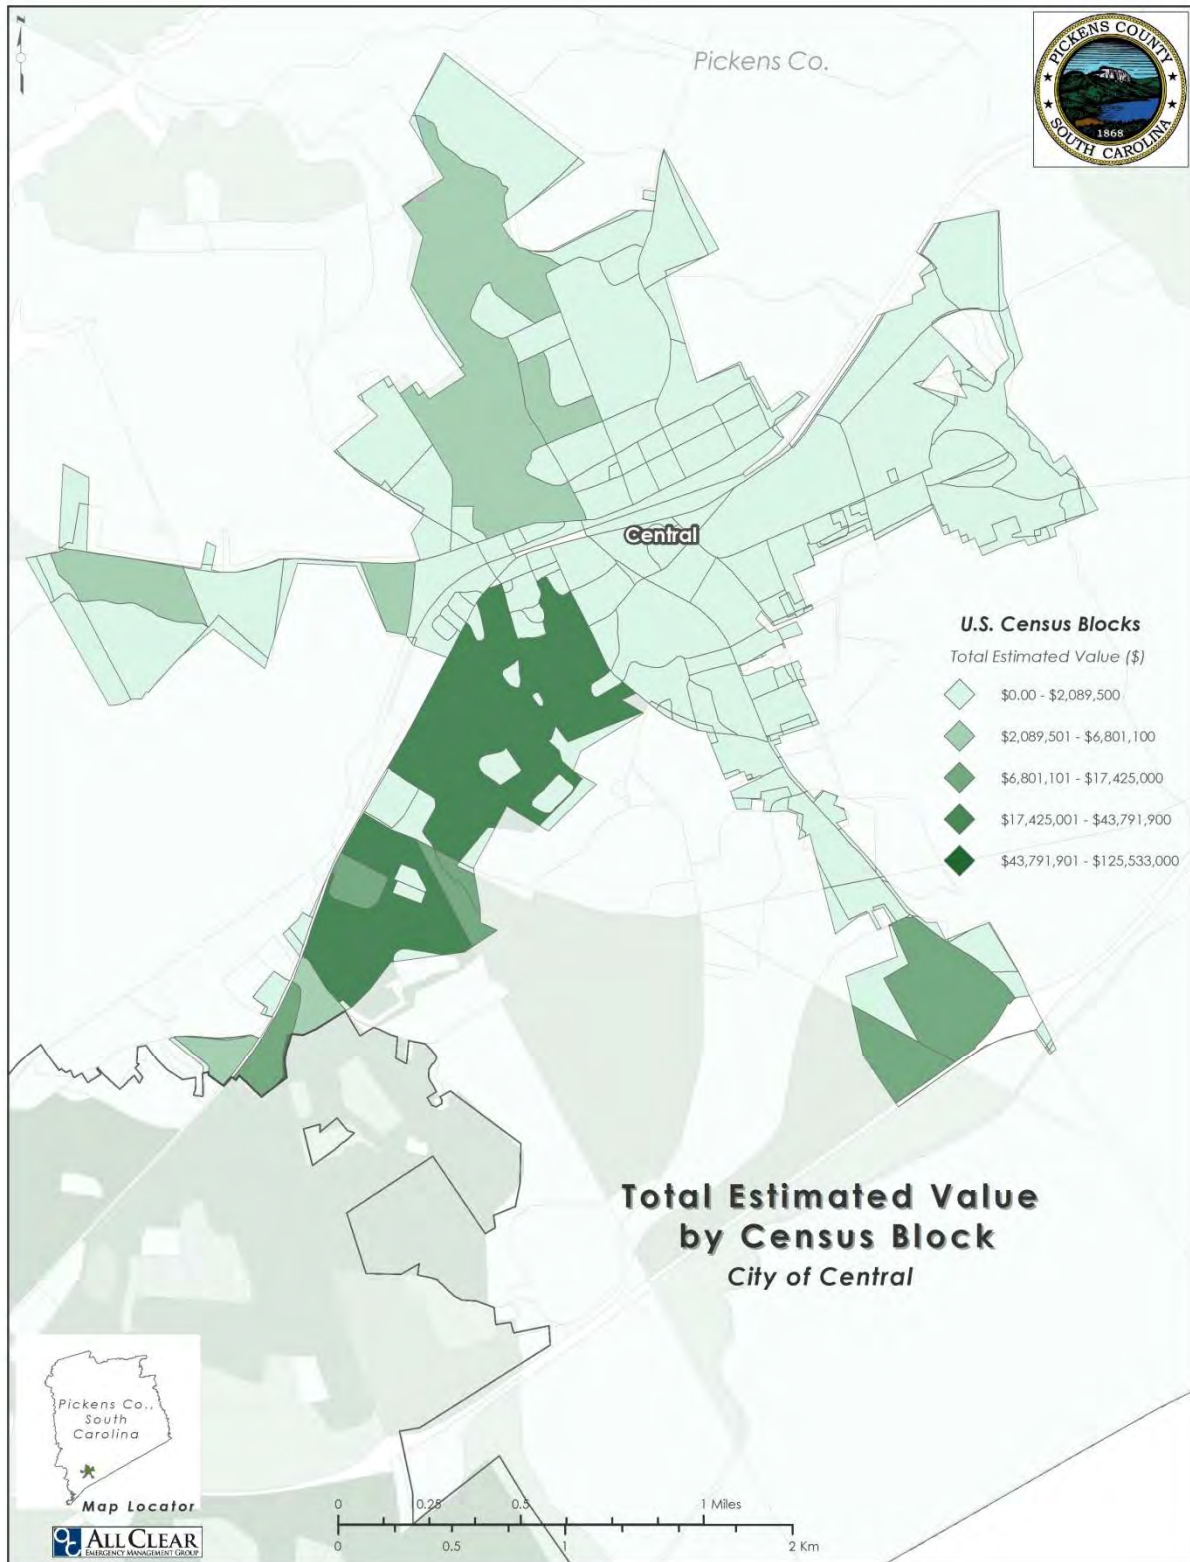 N
Pickens Co.
PICKENS COUNTY
1868
SOUTH CAROLINA
Central
U.S. Census Blocks
Total Estimated Value ($)
$0.00 - $2,089,500
$2,089,501 - $6,801,100
$6,801,101 - $17,425,000
$17,425,001 - $43,791,900
$43,791,901 - $125,533,000
Total Estimated Value
by Census Block
City of Central
Pickens Co.,
South
Carolina
Map Locator
ALL CLEAR
EMERGENCY MANAGEMENT GROUP
0 0.25 0.5 1 Miles
0 0.5 1 2 Km